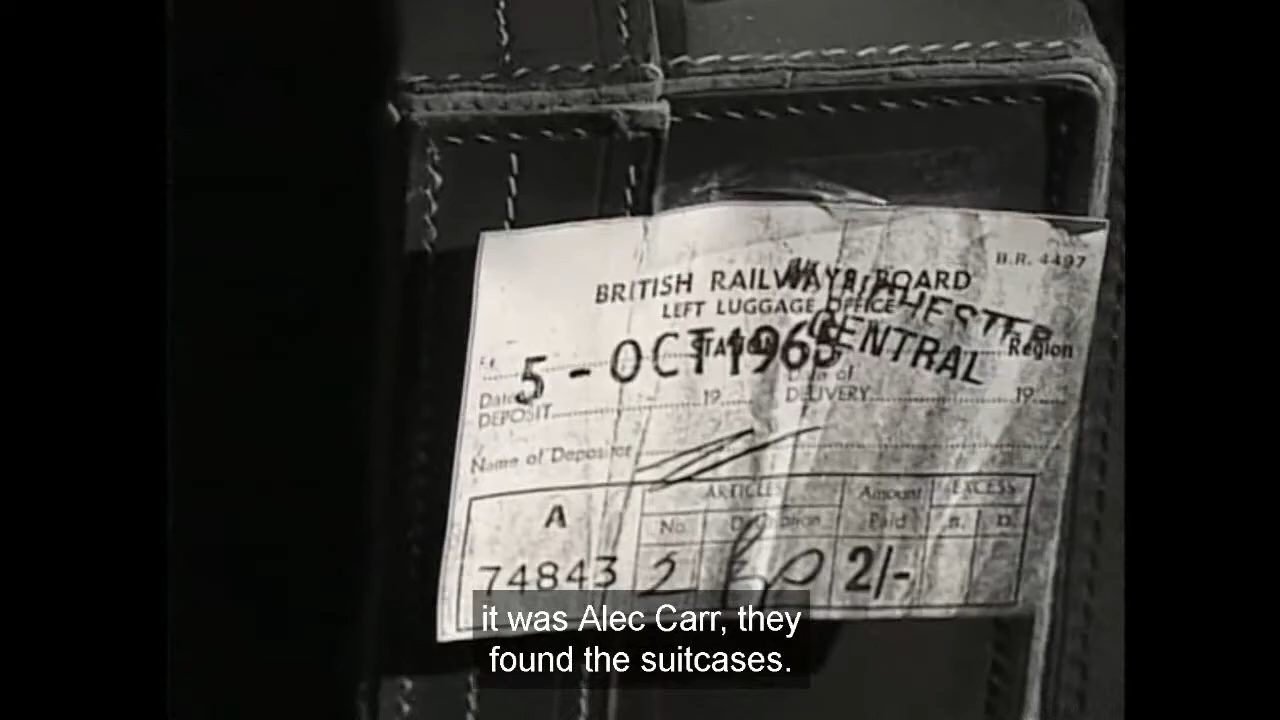 B.R. 4497
BRITISH RAILWAYS BOARD
LEFT LUGGAGE OFFICE
MANCHESTER
CENTRAL
Region
5 - OCT 1965
Date of
DEPOSIT 19
Date of
DELIVERY 19
Name of Depositor
A
74843
ARTICLES
No. Description
2
Amount
Paid
2/-
EXCESS
S. D.
it was Alec Carr, they
found the suitcases.